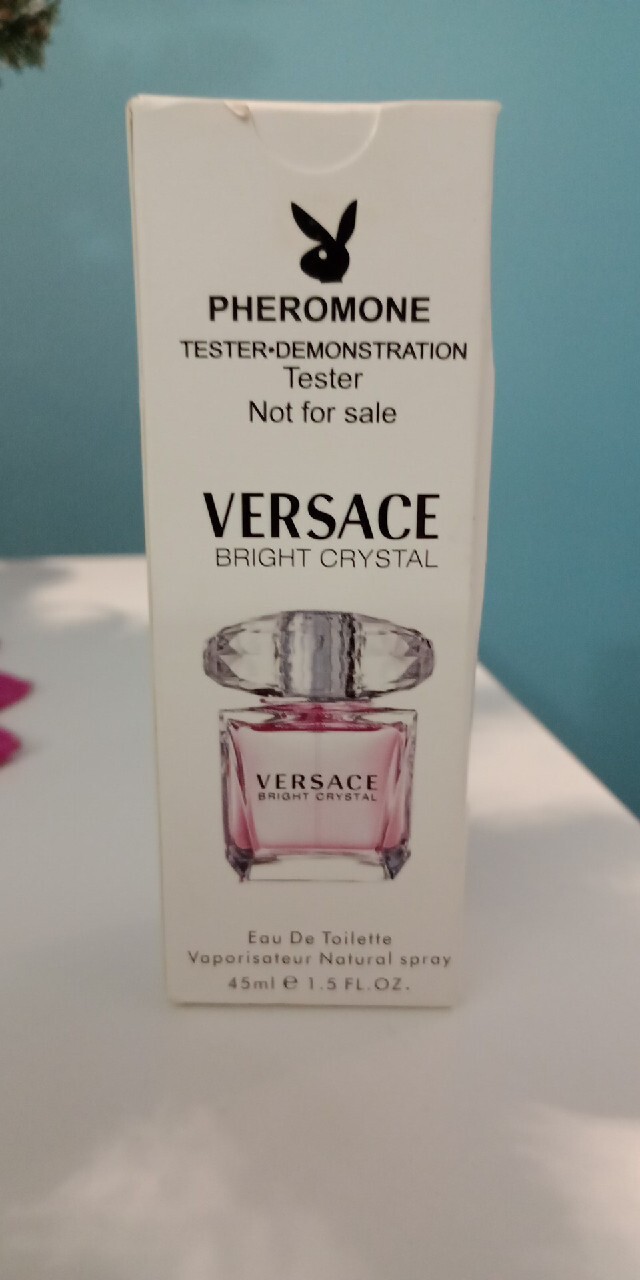 PHEROMONE
TESTER•DEMONSTRATION
Tester
Not for sale
VERSACE
BRIGHT CRYSTAL
VERSACE
BRIGHT CRYSTAL
Eau De Toilette
Vaporisateur Natural spray
45ml ℮ 1.5 FL.OZ.